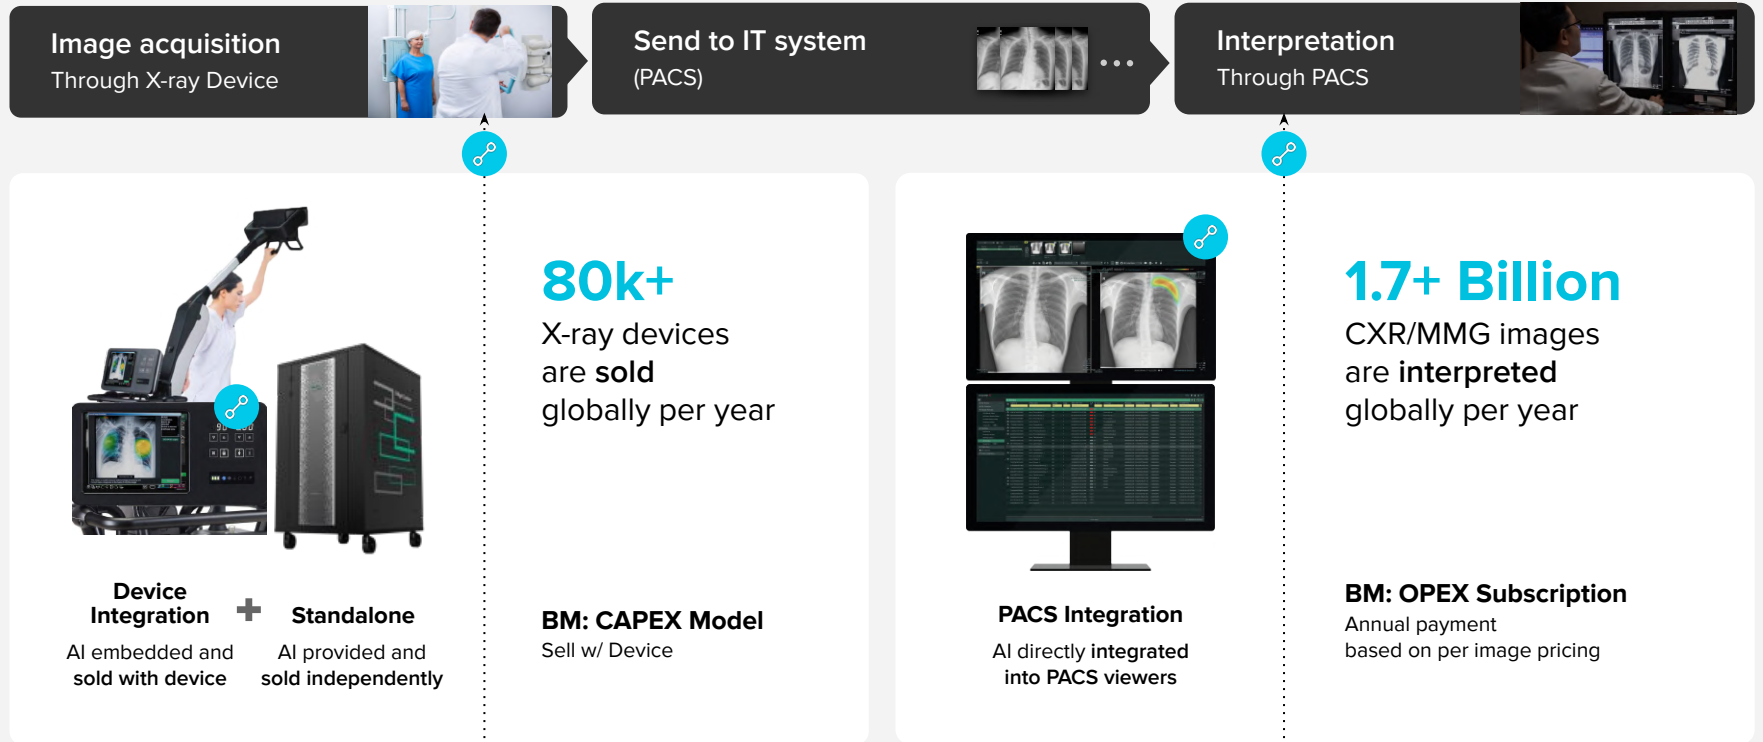 Image acquisition
Through X-ray Device
Send to IT system
(PACS)
Interpretation
Through PACS
80k+
X-ray devices
are sold
globally per year
Device
Integration
+
Standalone
AI embedded and
sold with device
AI provided and
sold independently
BM: CAPEX Model
Sell w/ Device
1.7+ Billion
CXR/MMG images
are interpreted
globally per year
PACS Integration
AI directly integrated
into PACS viewers
BM: OPEX Subscription
Annual payment
based on per image pricing